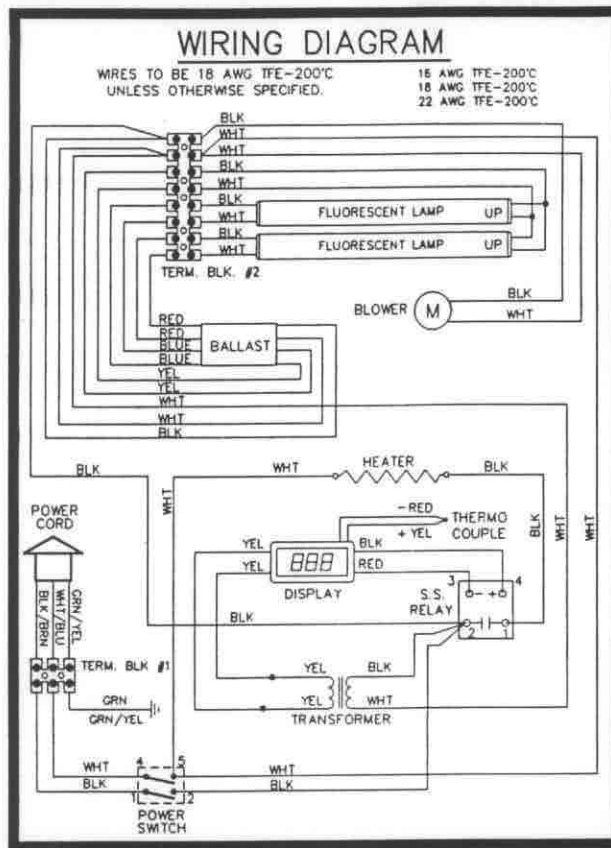 WIRING DIAGRAM
WIRES TO BE 18 AWG TFE-200°C
UNLESS OTHERWISE SPECIFIED.
16 AWG TFE-200°C
18 AWG TFE-200°C
22 AWG TFE-200°C
BLK
WHT
WHT
BLK
WHT
BLK
FLUORESCENT LAMP UP
WHT
BLK
FLUORESCENT LAMP UP
WHT
TERM. BLK. #2
BLK
BLOWER M
WHT
RED
RED
BALLAST
BLUE
BLUE
YEL
YEL
WHT
WHT
BLK
BLK
WHT
HEATER
BLK
WHT
BLK
WHT
WHT
POWER
CORD
-RED
THERMO
+ YEL
COUPLE
YEL
BLK
888
YEL
RED
DISPLAY
3 4
- +
S.S.
RELAY
2 1
BLK
BLK/BRN
WHT/BLU
GRN/YEL
TERM. BLK #1
YEL
BLK
GRN
YEL
WHT
GRN/YEL
TRANSFORMER
WHT
4 5
WHT
BLK
1 2
BLK
POWER
SWITCH